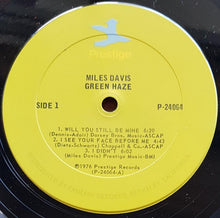 Prestige
MILES DAVIS
GREEN HAZE
SIDE 1
P-24064
1. WILL YOU STILL BE MINE 6:20
(Dennis-Adair) Dorsey Bros. Music-ASCAP
2. I SEE YOUR FACE BEFORE ME 4:43
(Dietz-Schwartz) Chappell & Co.-ASCAP
3. I DIDN'T 6:02
(Miles Davis) Prestige Music-BMI
©1976 Prestige Records
(P-24064-A)